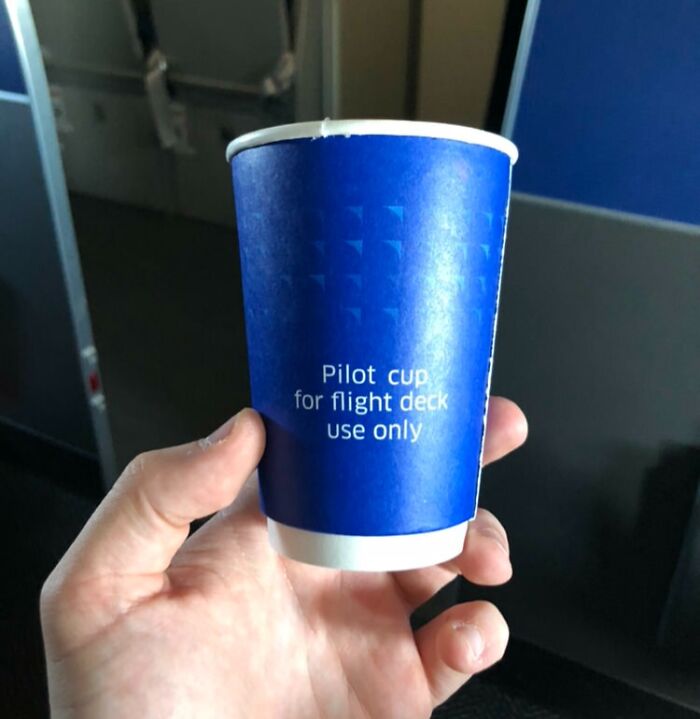 Pilot cup
for flight deck
use only